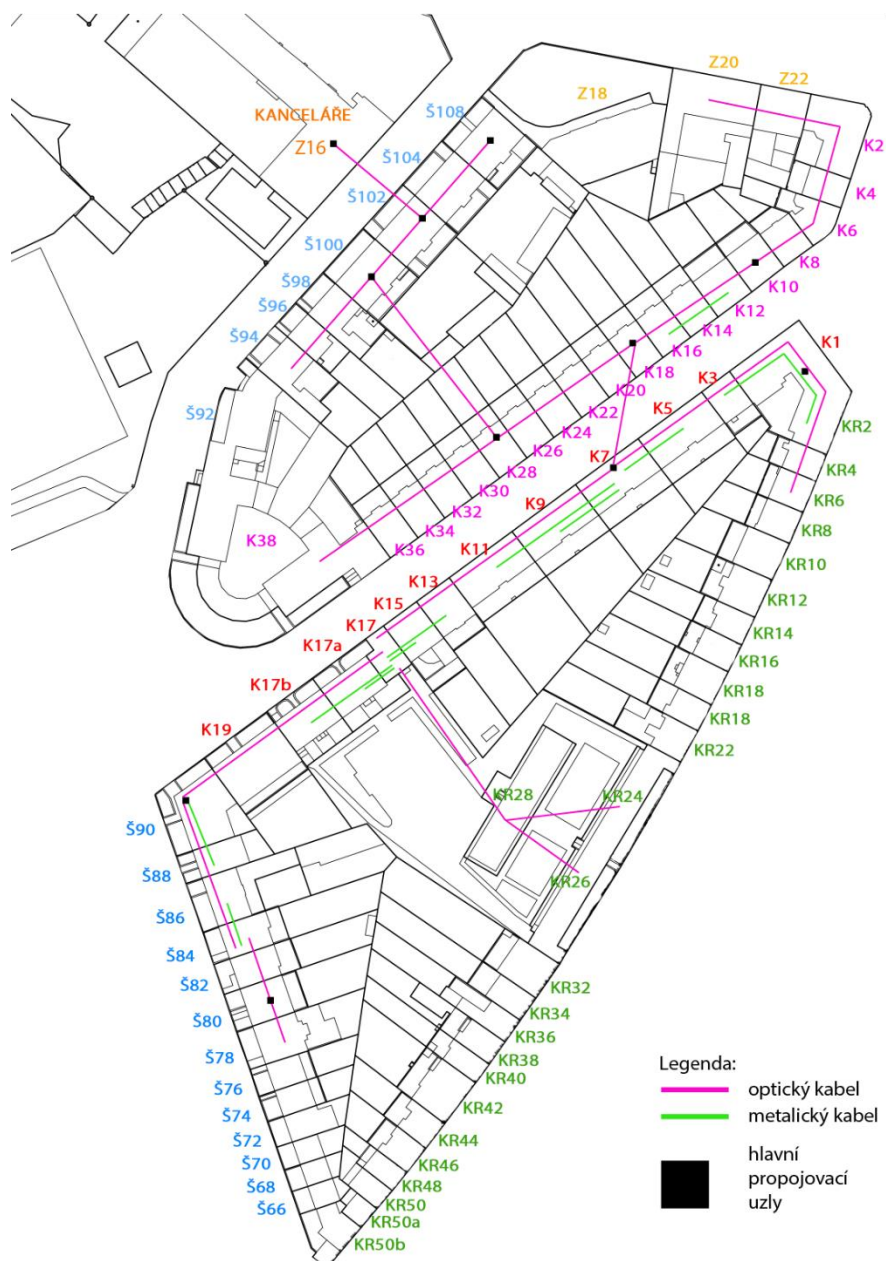 Z20
Z22
Z18
KANCELÁŘE
Z16
Š108
Š104
Š102
Š100
Š98
Š96
Š94
Š92
K2
K4
K6
K8
K10
K12
K14
K16
K18
K20
K22
K24
K26
K28
K30
K32
K34
K36
K38
K1
K3
K5
K7
K9
K11
K13
K15
K17
K17a
K17b
K19
KR2
KR4
KR6
KR8
KR10
KR12
KR14
KR16
KR18
KR18
KR22
KR24
KR28
KR26
Š90
Š88
Š86
Š84
Š82
Š80
Š78
Š76
Š74
Š72
Š70
Š68
Š66
KR32
KR34
KR36
KR38
KR40
KR42
KR44
KR46
KR48
KR50
KR50a
KR50b
Legenda:
optický kabel
metalický kabel
hlavní
propojovací
uzly